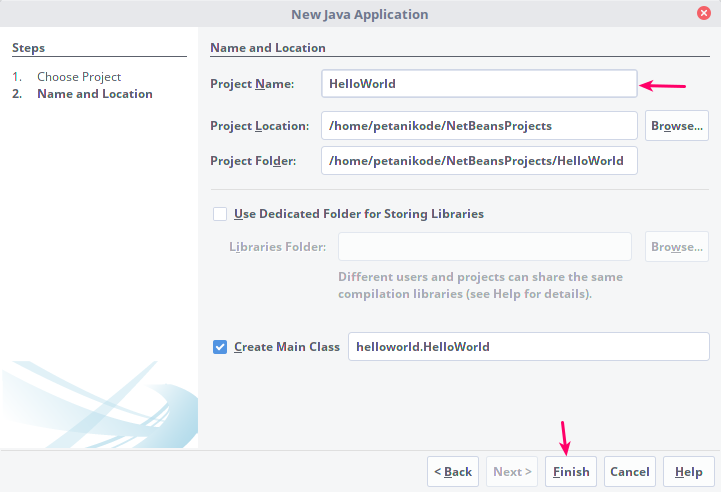 New Java Application
Steps
1. Choose Project
2. Name and Location
Name and Location
Project Name: HelloWorld
Project Location: /home/petanikode/NetBeansProjects Browse...
Project Folder: /home/petanikode/NetBeansProjects/HelloWorld
Use Dedicated Folder for Storing Libraries
Libraries Folder: Browse...
Different users and projects can share the same
compilation libraries (see Help for details).
Create Main Class helloworld.HelloWorld
< Back Next > Finish Cancel Help